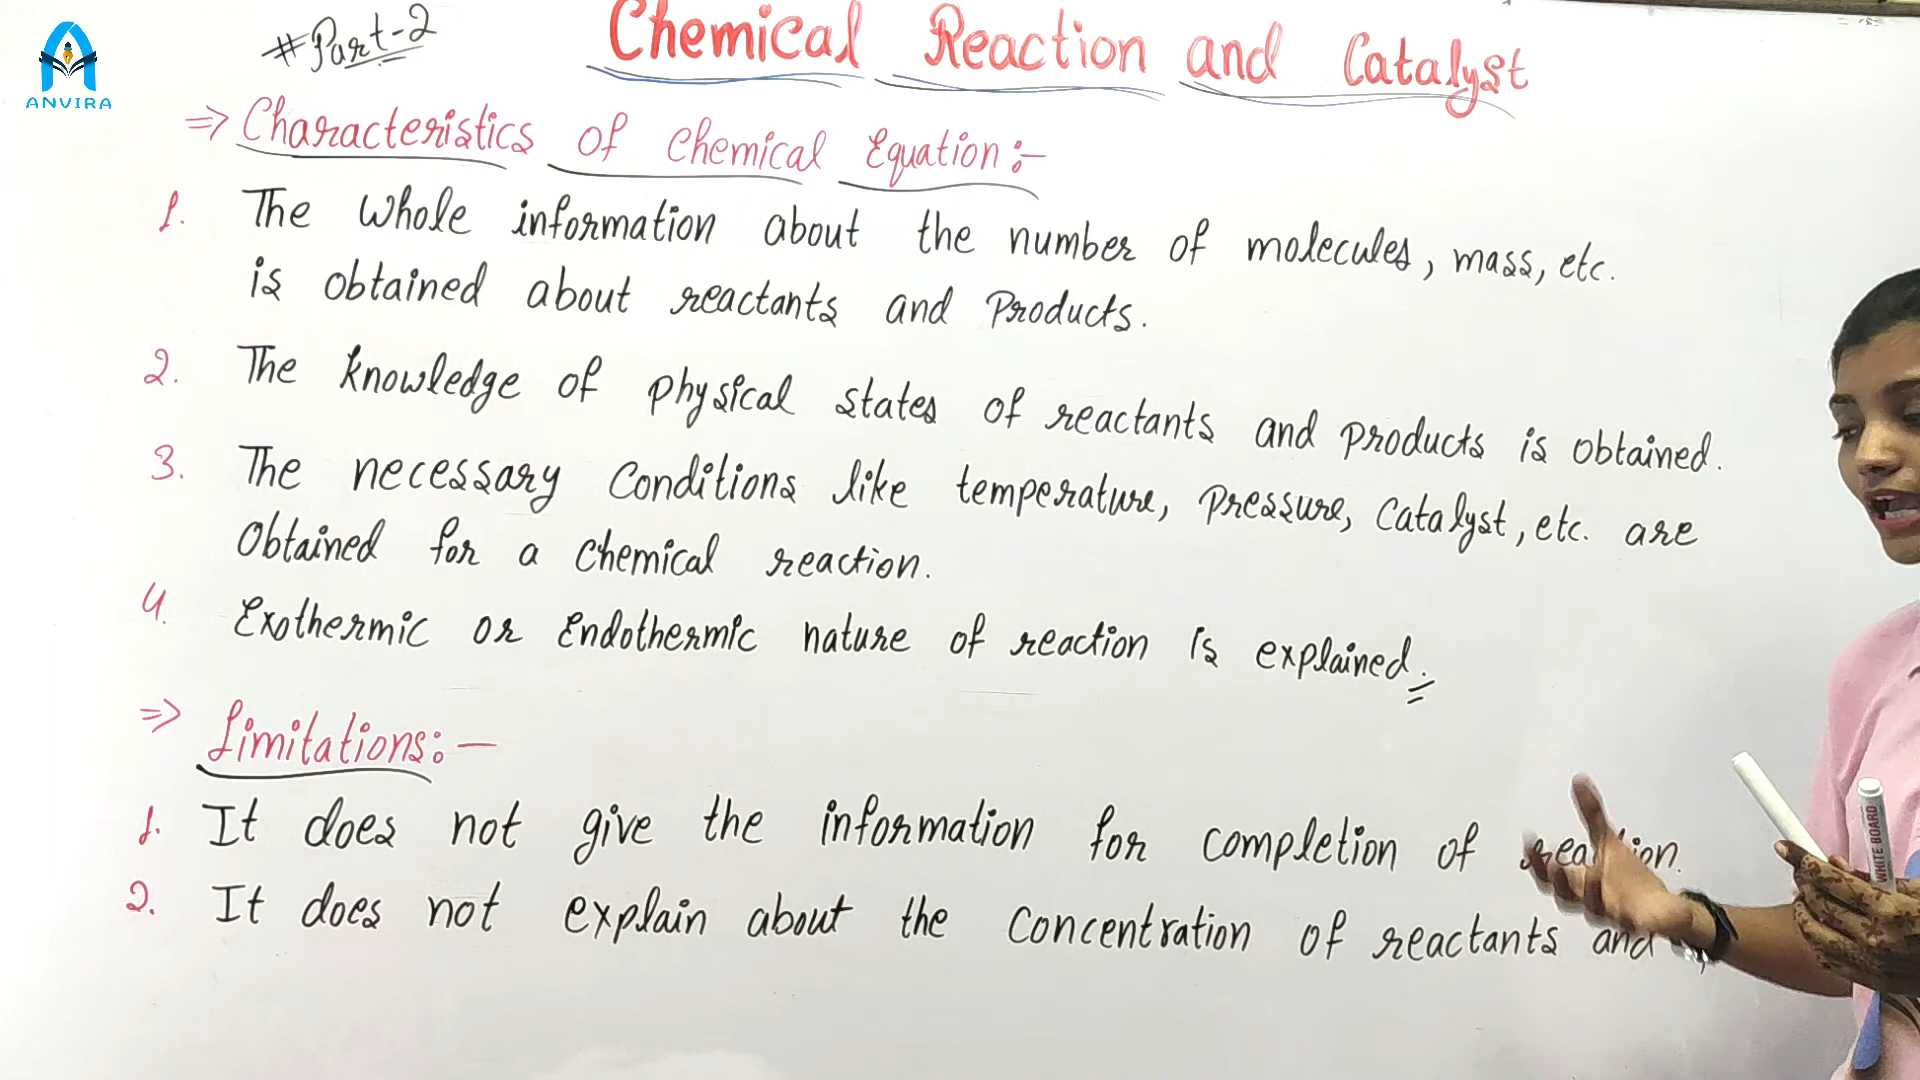 ANVIRA
#Part-2
Chemical Reaction and Catalyst
⇒ Characteristics of Chemical Equation:-
1. The whole information about the number of molecules, mass, etc.
is obtained about reactants and Products.
2. The knowledge of physical states of reactants and products is obtained.
3. The necessary Conditions like temperature, Pressure, Catalyst, etc. are
Obtained for a chemical reaction.
4. Exothermic or Endothermic nature of reaction is explained.
⇒ Limitations:-
1. It does not give the information for completion of reaction.
2. It does not explain about the Concentration of reactants and
WHITE BOARD